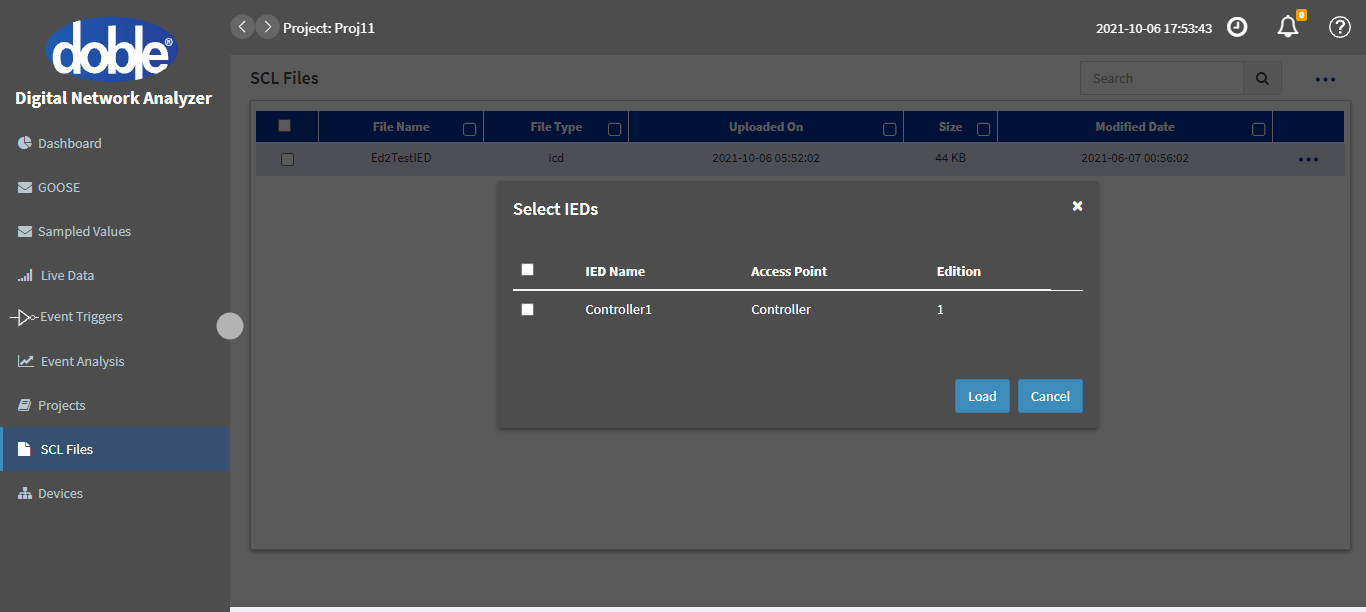 doble®
Digital Network Analyzer
Dashboard
GOOSE
Sampled Values
Live Data
Event Triggers
Event Analysis
Projects
SCL Files
Devices
Project: Proj11
2021-10-06 17:53:43
0
SCL Files
Search
File Name File Type Uploaded On Size Modified Date
Ed2TestIED icd 2021-10-06 05:52:02 44 KB 2021-06-07 00:56:02
Select IEDs
IED Name Access Point Edition
Controller1 Controller 1
Load Cancel